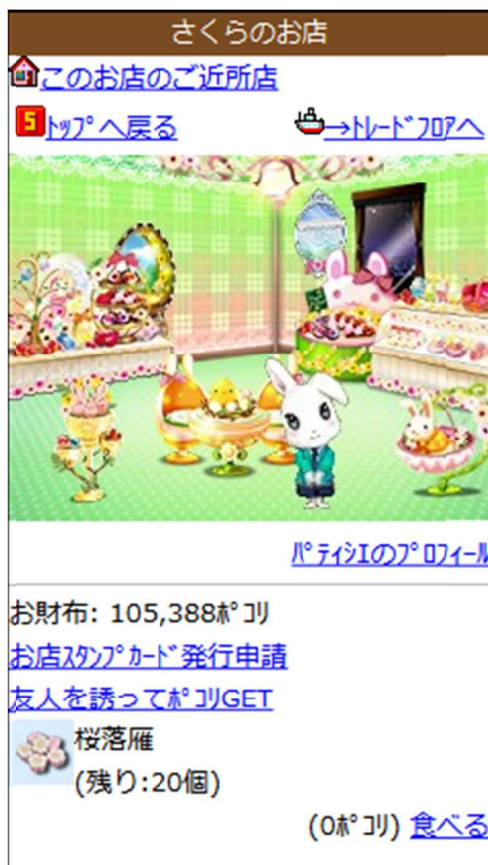 さくらのお店
このお店のご近所店
ﾄｯﾌﾟへ戻る →ﾄﾚｰﾄﾞﾌﾛｱへ
ﾊﾟﾃｨｼｴのﾌﾟﾛﾌｨｰﾙ
お財布: 105,388ﾎﾟｺﾘ
お店ｽﾀﾝﾌﾟｶｰﾄﾞ発行申請
友人を誘ってﾎﾟｺﾘGET
桜落雁
(残り:20個)
(0ﾎﾟｺﾘ) 食べる